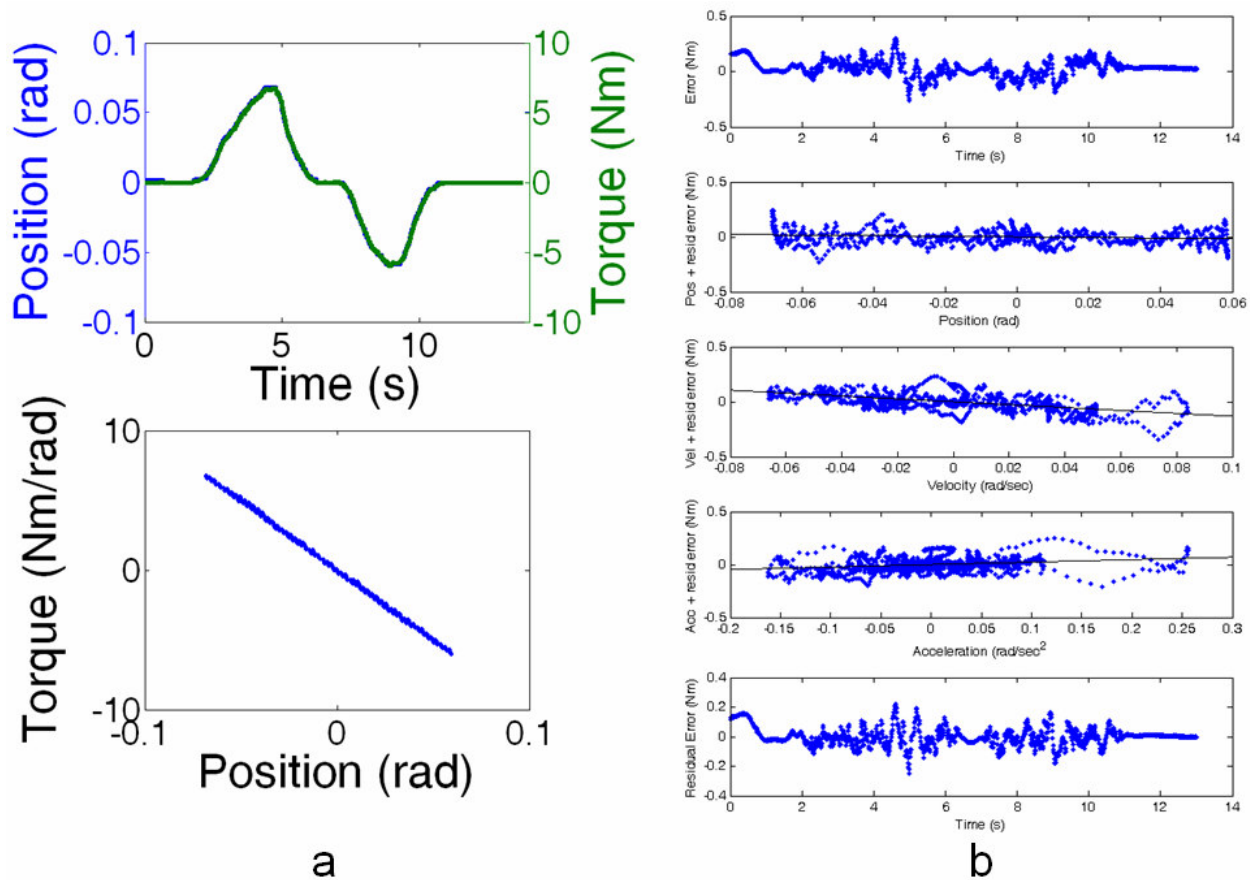 0.1
0.05
0
-0.05
-0.1
Position (rad)
10
5
0
-5
-10
Torque (Nm)
0 5 10
Time (s)
10
0
-10
Torque (Nm/rad)
-0.1 0 0.1
Position (rad)
a
0.5
0
-0.5
Error (Nm)
0 2 4 6 8 10 12 14
Time (s)
0.5
0
-0.5
Pos + resid error (Nm)
-0.08 -0.06 -0.04 -0.02 0 0.02 0.04 0.06
Position (rad)
0.5
0
-0.5
Vel + resid error (Nm)
-0.08 -0.06 -0.04 -0.02 0 0.02 0.04 0.06 0.08 0.1
Velocity (rad/sec)
0.5
0
-0.5
Acc + resid error (Nm)
-0.2 -0.15 -0.1 -0.05 0 0.05 0.1 0.15 0.2 0.25 0.3
Acceleration (rad/sec²
0.4
0.2
0
-0.2
-0.4
Residual Error (Nm)
0 2 4 6 8 10 12 14
Time (s)
b